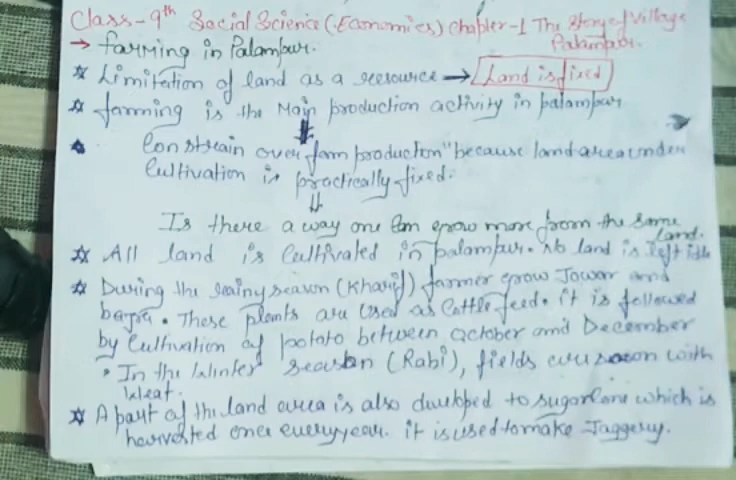 Class-9th Social Science (Economics) Chapter-1 The Story of Village
Palampur.
→ farming in Palampur.
☆ Limitation of land as a resource → Land is fixed
☆ farming is the Main production activity in palampur
Constrain over farm production" because land area under
Cultivation is practically fixed.
⇓
Is there a way one Can grow more from the same
land.
☆ All land is Cultivated in palampur. No land is left idle
☆ During the rainy season (Kharif) farmer grow Jowar and
bajra. These plants are used as Cattle feed. it is followed
by Cultivation of potato between October and December
• In the Winter season (Rabi), fields are sown with
Wheat.
☆ A part of the land area is also devoted to sugarcane which is
harvested once every year. it is used to make Jaggery.